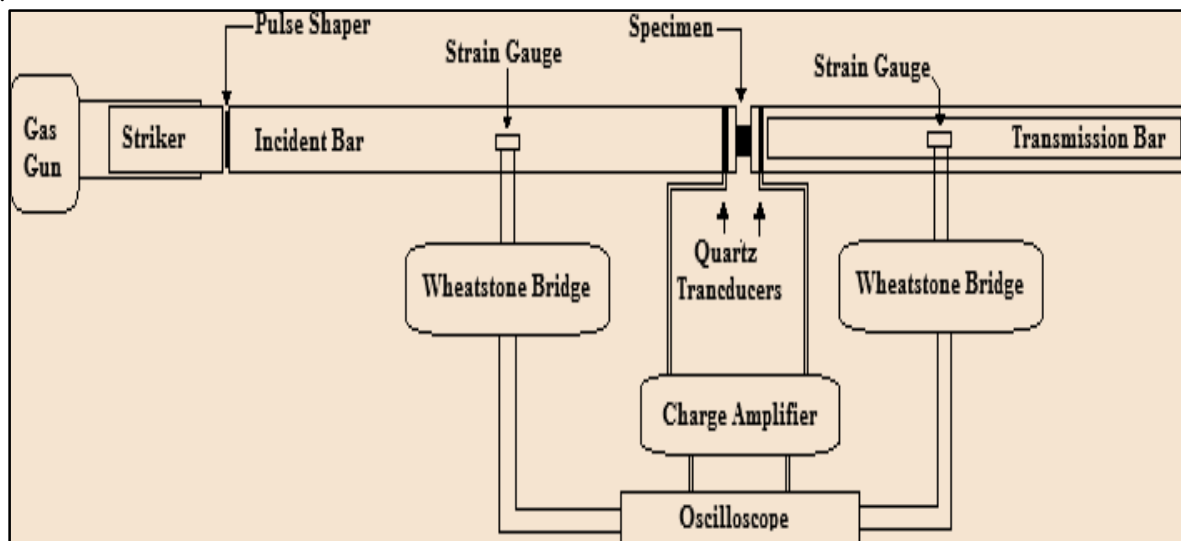 Pulse Shaper
Specimen
Strain Gauge
Strain Gauge
Gas
Gun
Striker
Incident Bar
Transmission Bar
Quartz
Trancducers
Wheatstone Bridge
Wheatstone Bridge
Charge Amplifier
Oscilloscope